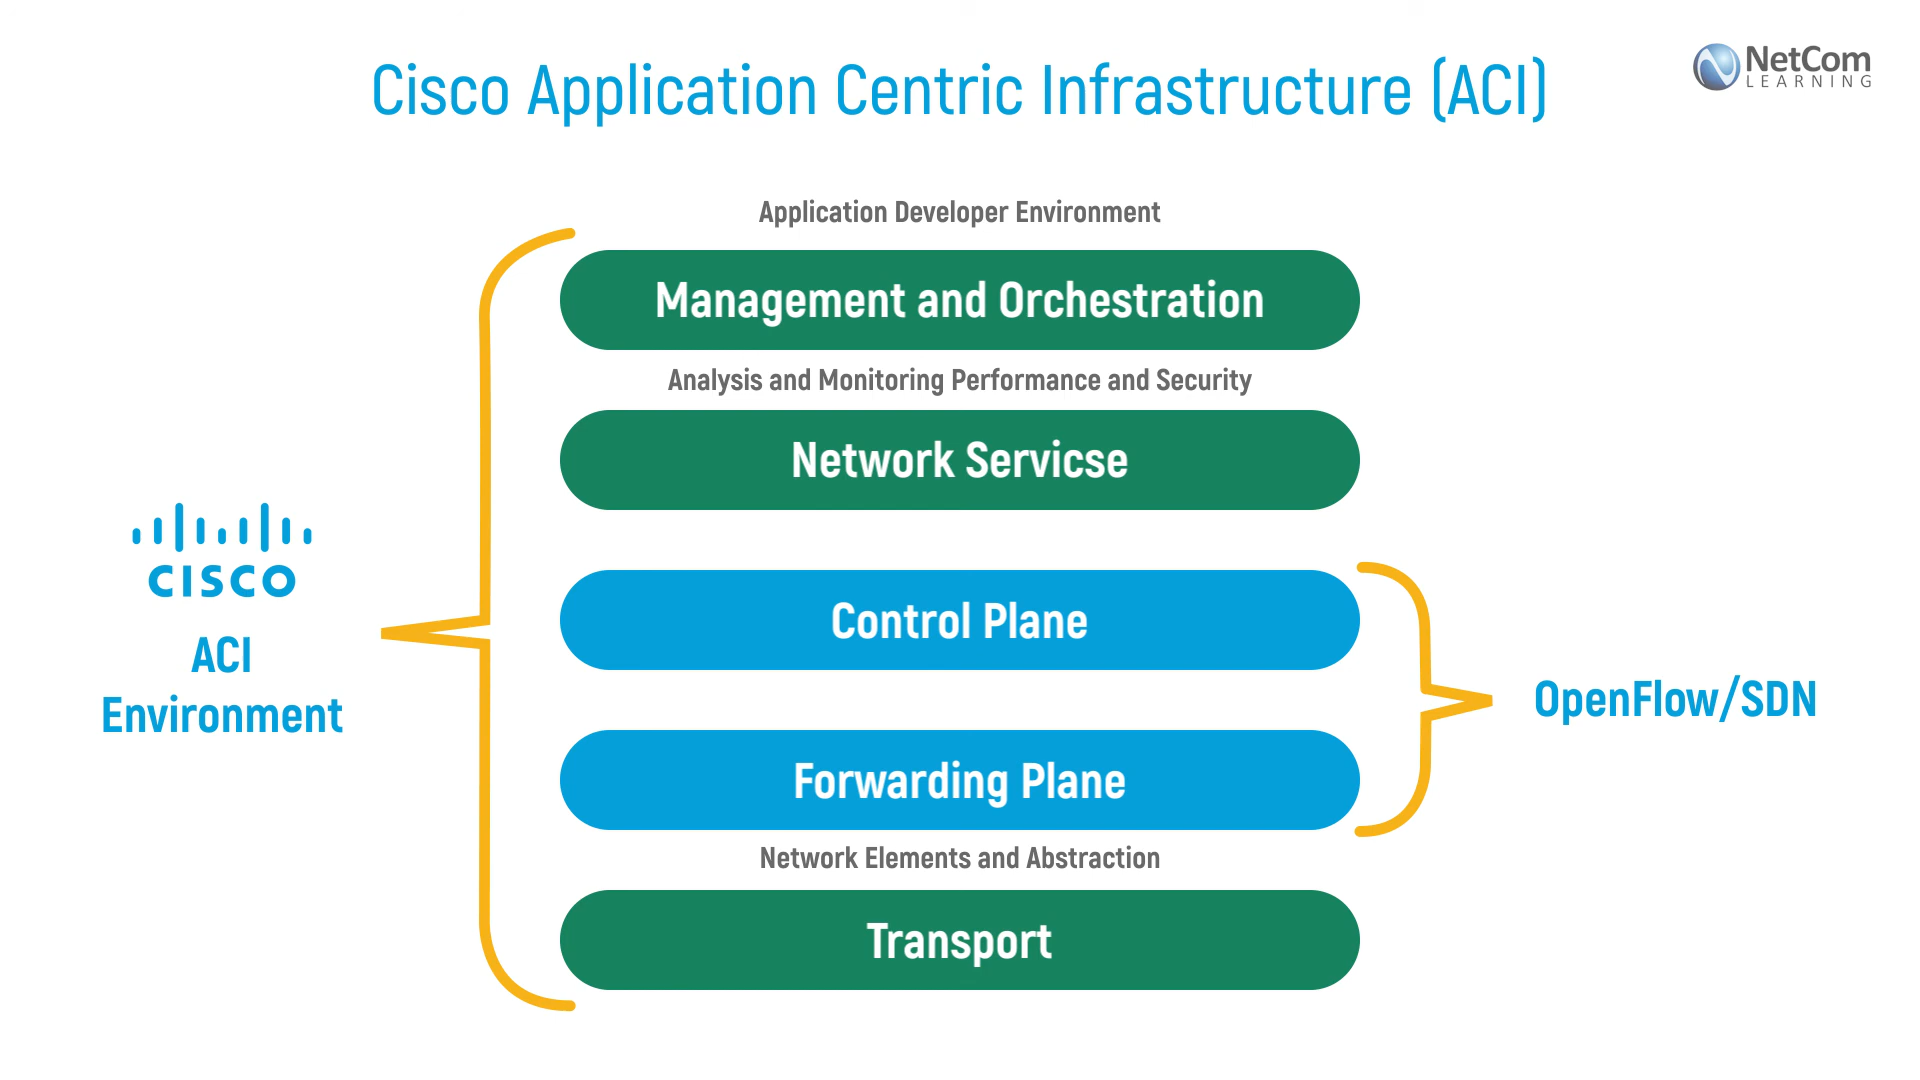 Cisco Application Centric Infrastructure (ACI)
NetCom
LEARNING
Application Developer Environment
Management and Orchestration
Analysis and Monitoring Performance and Security
Network Servicse
CISCO
ACI
Environment
Control Plane
OpenFlow/SDN
Forwarding Plane
Network Elements and Abstraction
Transport